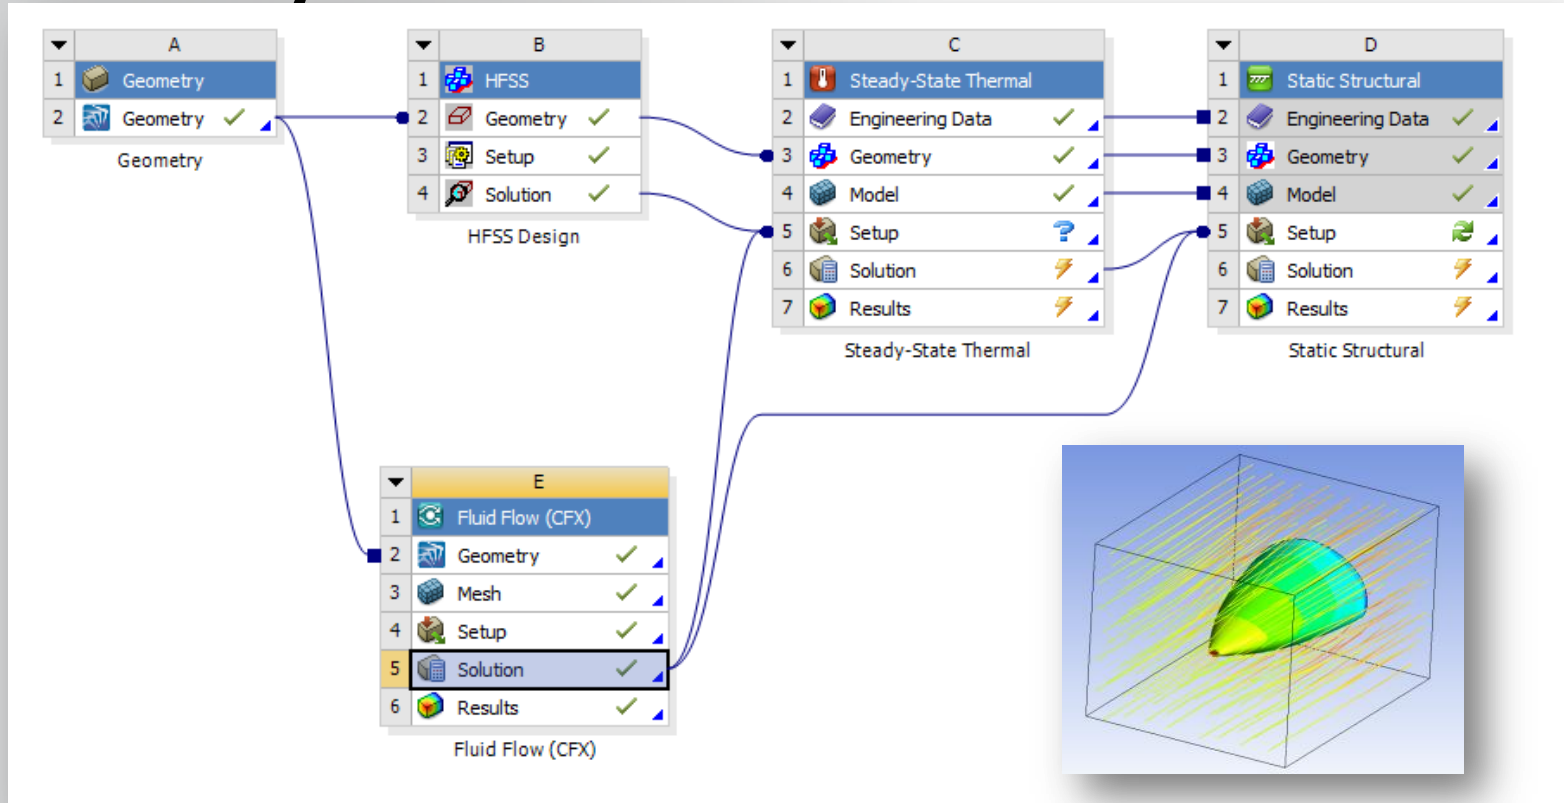 A
1 Geometry
2 Geometry
Geometry
B
1 HFSS
2 Geometry
3 Setup
4 Solution
HFSS Design
C
1 Steady-State Thermal
2 Engineering Data
3 Geometry
4 Model
5 Setup ?
6 Solution
7 Results
Steady-State Thermal
D
1 Static Structural
2 Engineering Data
3 Geometry
4 Model
5 Setup
6 Solution
7 Results
Static Structural
E
1 Fluid Flow (CFX)
2 Geometry
3 Mesh
4 Setup
5 Solution
6 Results
Fluid Flow (CFX)